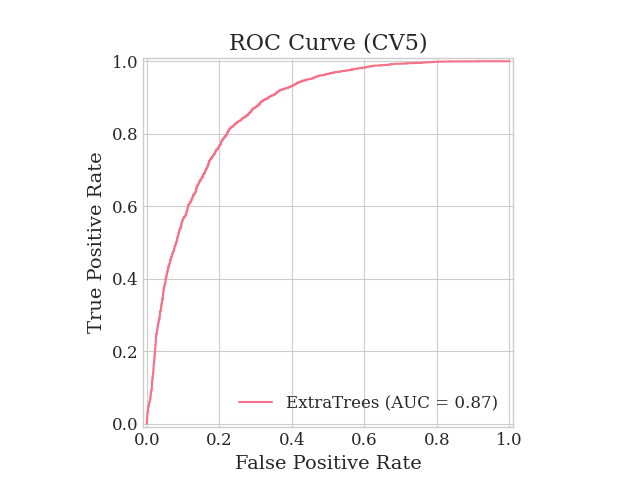 ROC Curve (CV5)
1.0
0.8
0.6
0.4
0.2
0.0
True Positive Rate
ExtraTrees (AUC = 0.87)
0.0 0.2 0.4 0.6 0.8 1.0
False Positive Rate